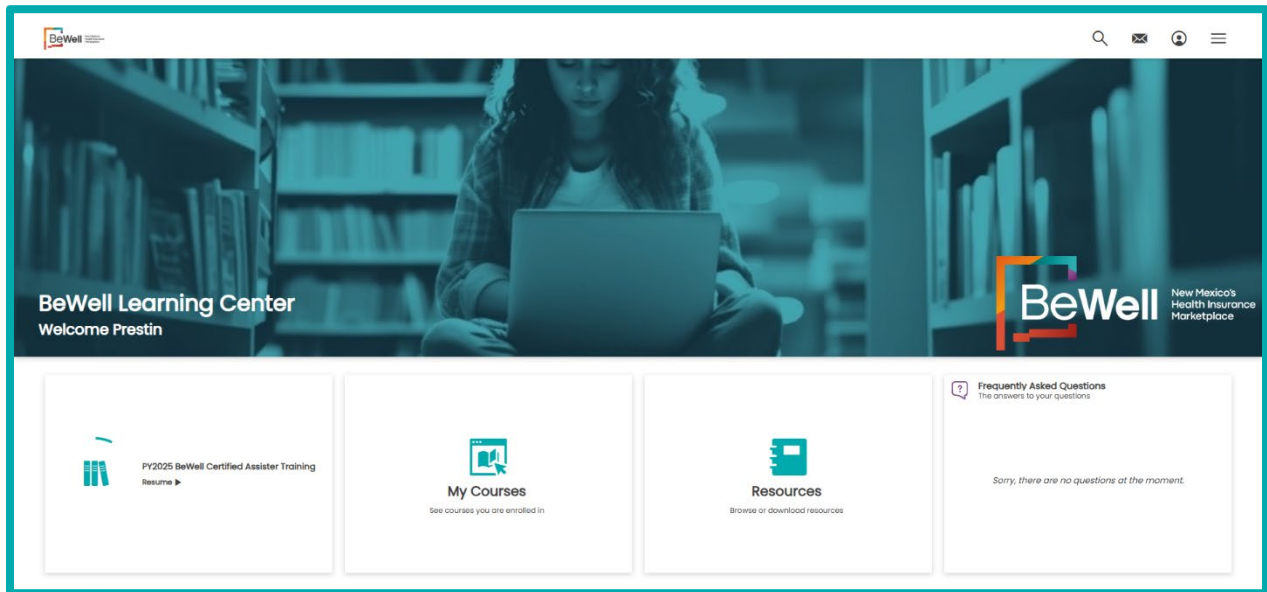 BeWell
BeWell Learning Center
Welcome Prestin
BeWell
New Mexico's
Health Insurance
Marketplace
PY2025 BeWell Certified Assister Training
Resume
My Courses
See courses you are enrolled in
Resources
Browse or download resources
?
Frequently Asked Questions
The answers to your questions
Sorry, there are no questions at the moment.